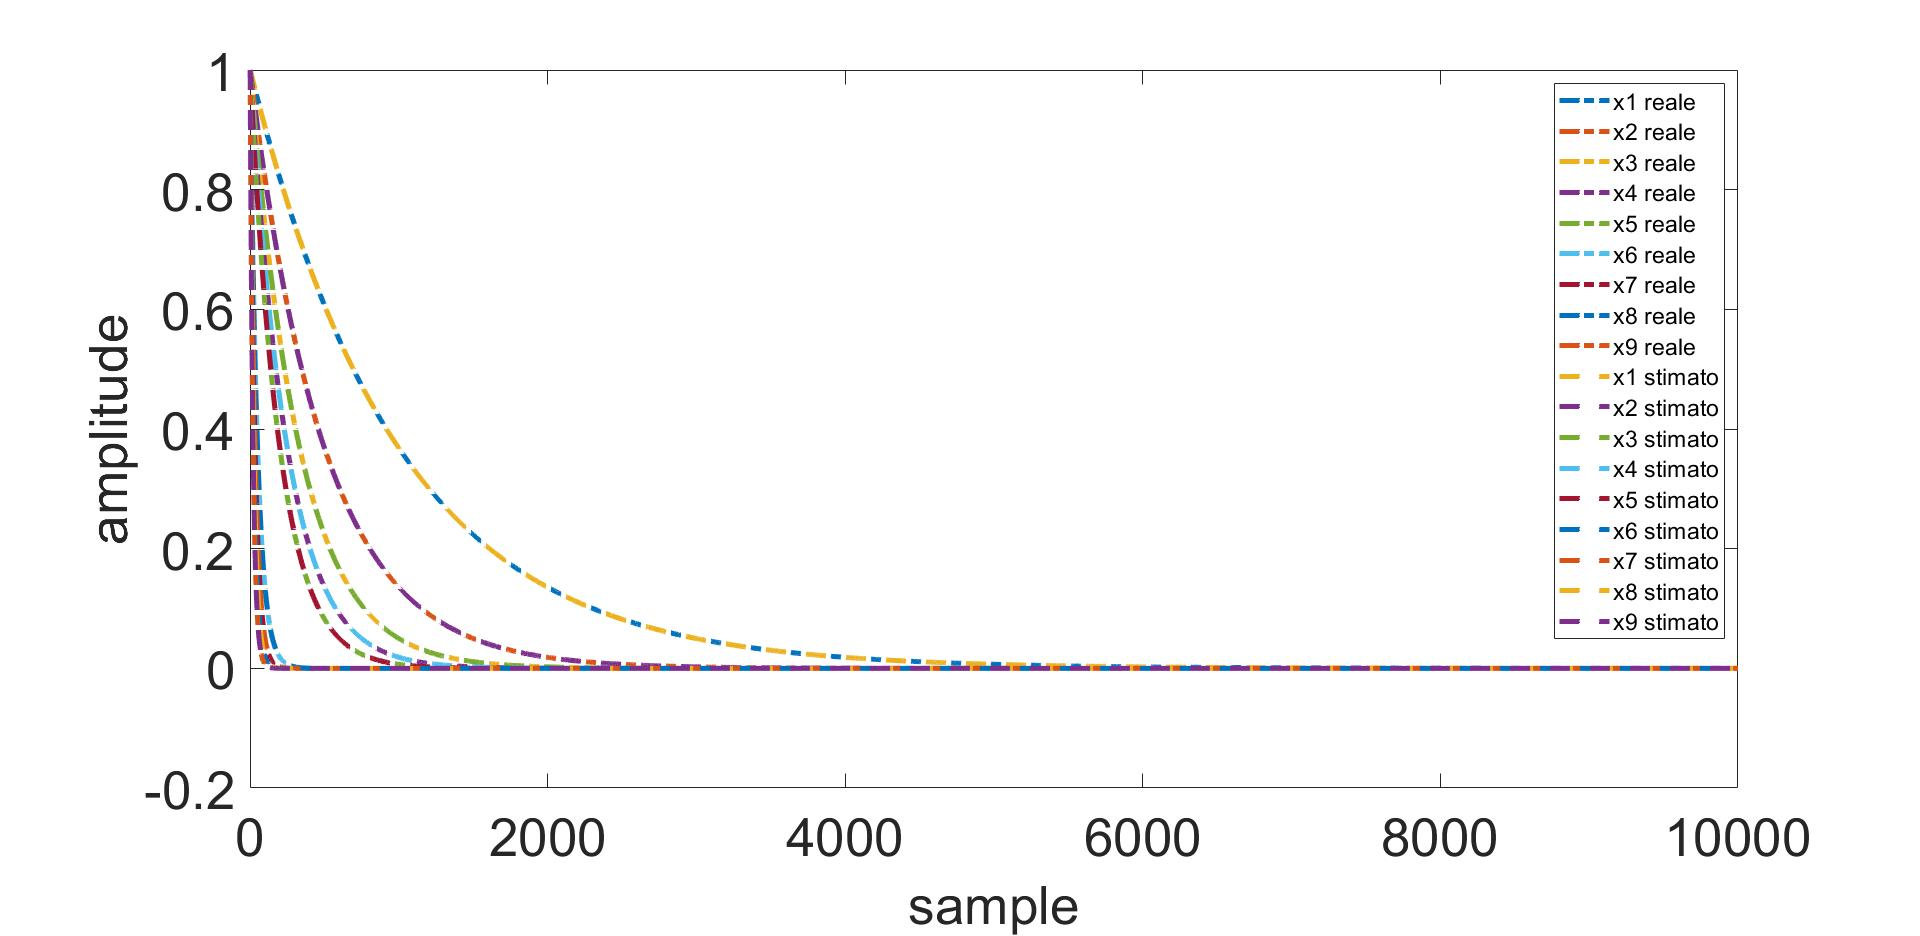 1
0.8
0.6
0.4
0.2
0
-0.2
amplitude
0 2000 4000 6000 8000 10000
sample
x1 reale
x2 reale
x3 reale
x4 reale
x5 reale
x6 reale
x7 reale
x8 reale
x9 reale
x1 stimato
x2 stimato
x3 stimato
x4 stimato
x5 stimato
x6 stimato
x7 stimato
x8 stimato
x9 stimato